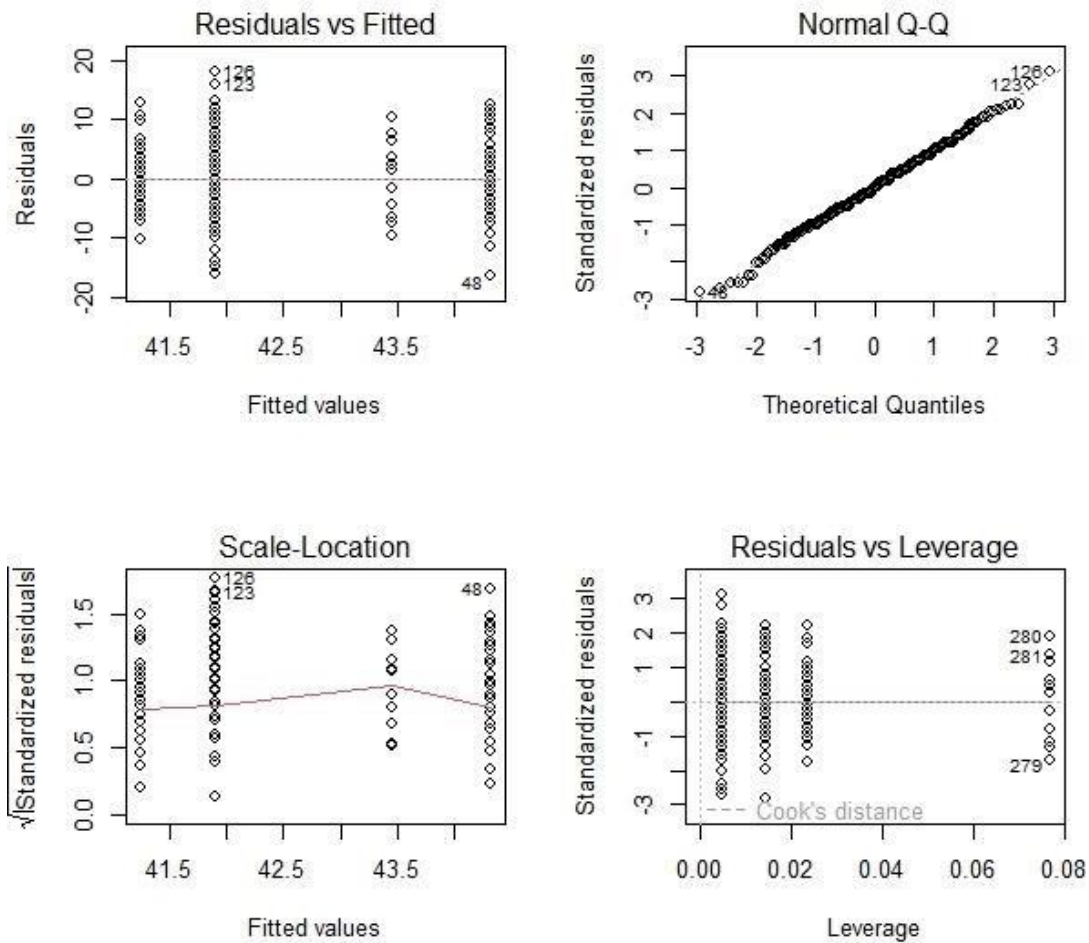 Residuals vs Fitted
Residuals
20
10
0
-10
-20
126
123
48
41.5 42.5 43.5
Fitted values
Normal Q-Q
Standardized residuals
3
2
1
0
-1
-3
126
123
48
-3 -2 -1 0 1 2 3
Theoretical Quantiles
Scale-Location
√|Standardized residuals|
1.5
1.0
0.5
0.0
126
123
48
41.5 42.5 43.5
Fitted values
Residuals vs Leverage
Standardized residuals
3
2
1
0
-1
-3
280
281
279
Cook's distance
0.00 0.02 0.04 0.06 0.08
Leverage